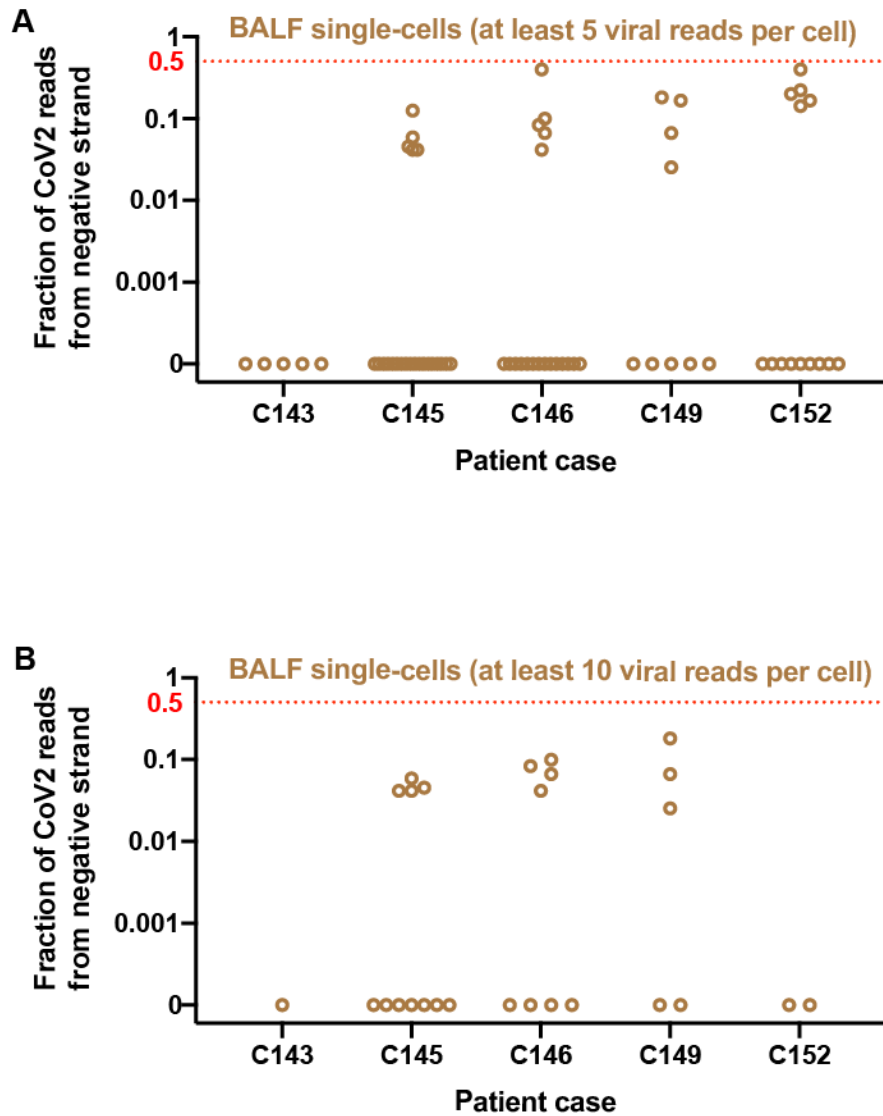 A
BALF single-cells (at least 5 viral reads per cell)
Fraction of CoV2 reads
from negative strand
1
0.5
0.1
0.01
0.001
0
C143 C145 C146 C149 C152
Patient case
B
BALF single-cells (at least 10 viral reads per cell)
Fraction of CoV2 reads
from negative strand
1
0.5
0.1
0.01
0.001
0
C143 C145 C146 C149 C152
Patient case